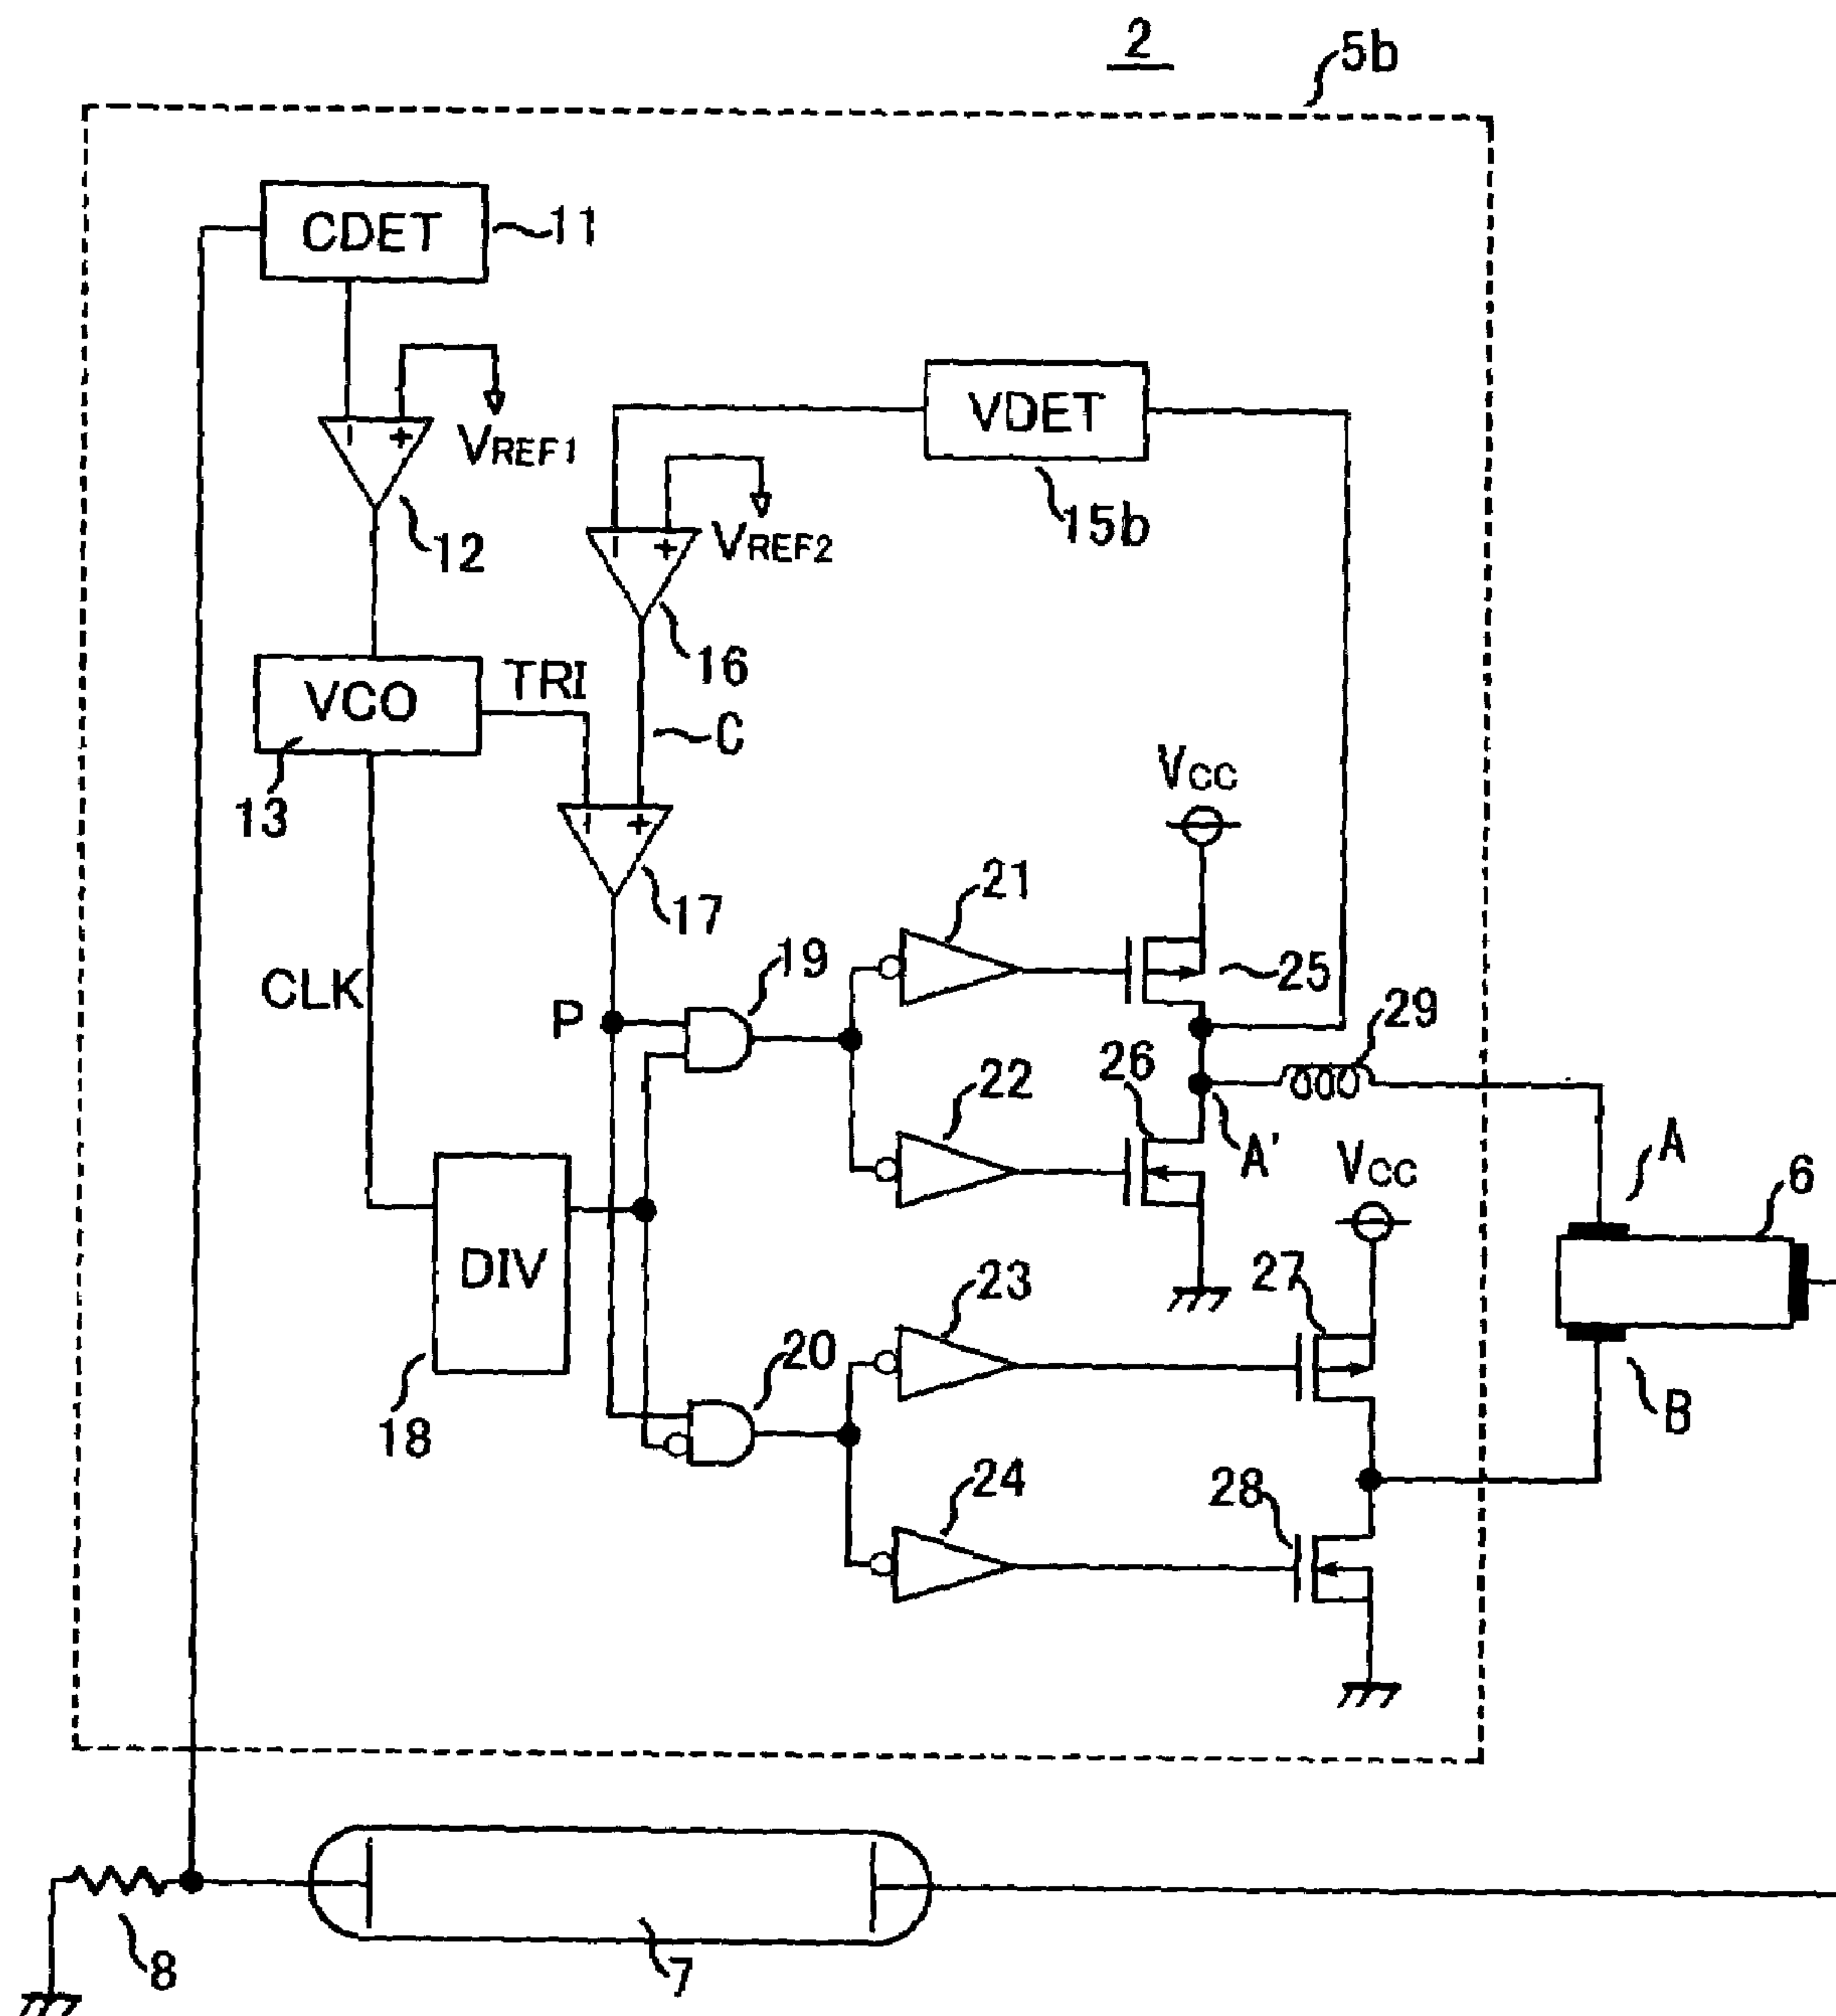 2
5b
CDET
11
VREF1
12
VDET
15b
VREF2
16
VCO
TRI
13
C
17
VCC
CLK
P
19
21
25
29
22
26
A'
VCC
A
6
DIV
18
23
27
20
B
24
28
8
7